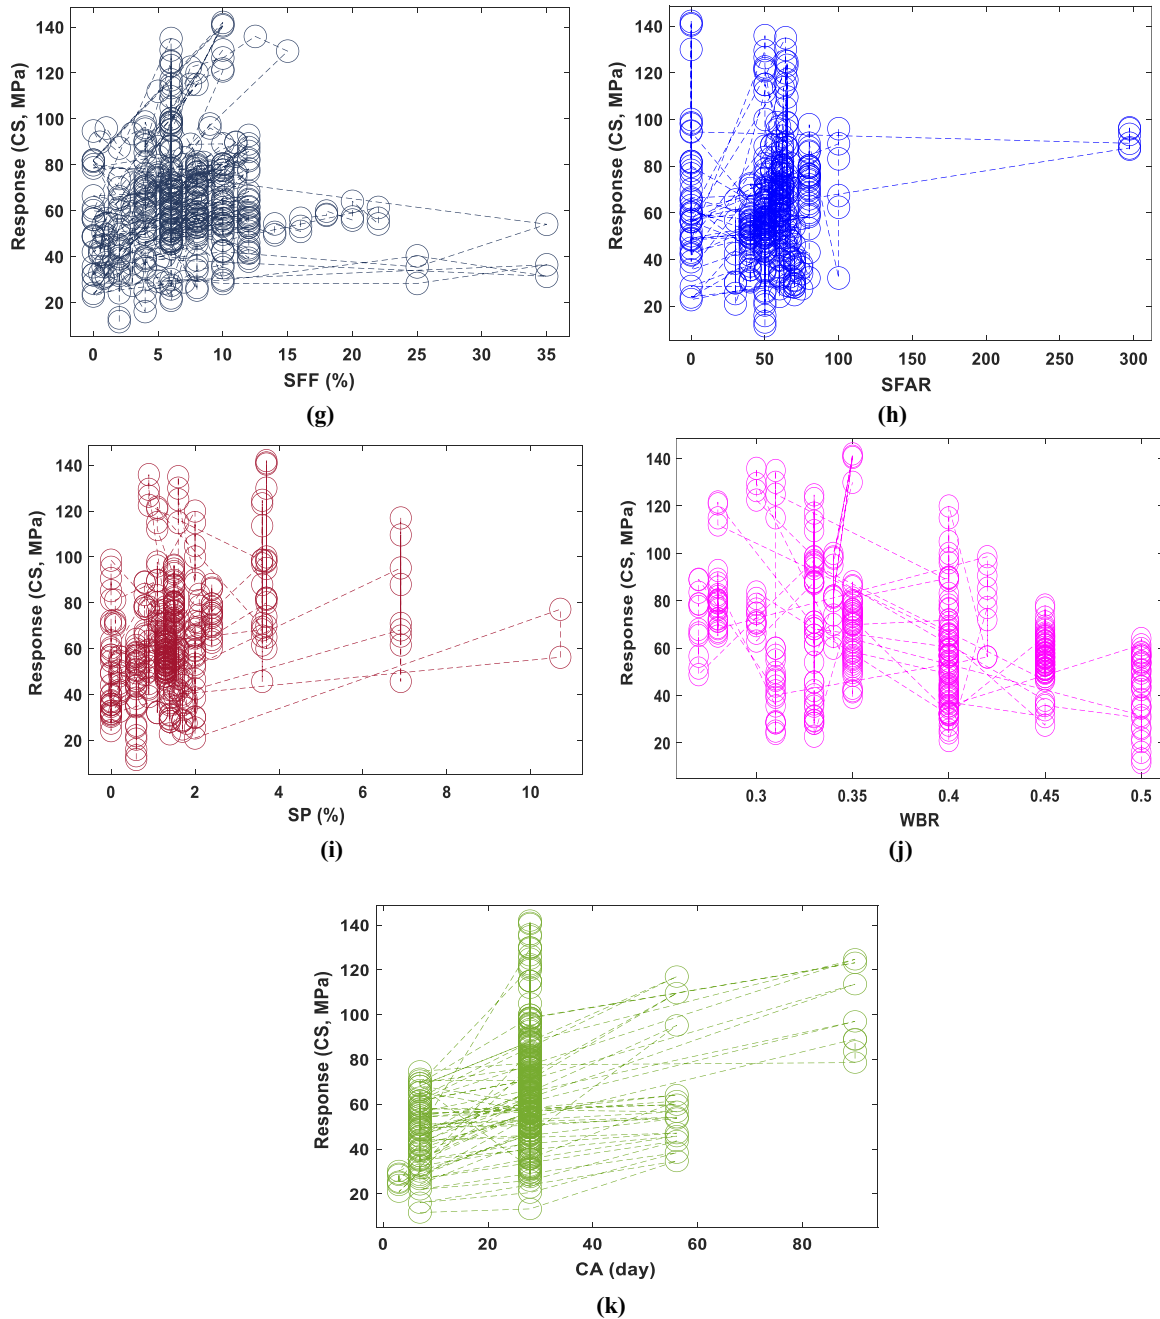 Response (CS, MPa)
140
120
100
80
60
40
20
0 5 10 15 20 25 30 35
SFF (%)
(g)
Response (CS, MPa)
140
120
100
80
60
40
20
0 50 100 150 200 250 300
SFAR
(h)
Response (CS, MPa)
140
120
100
80
60
40
20
0 2 4 6 8 10
SP (%)
(i)
Response (CS, MPa)
140
120
100
80
60
40
20
0.3 0.35 0.4 0.45 0.5
WBR
(j)
Response (CS, MPa)
140
120
100
80
60
40
20
0 20 40 60 80
CA (day)
(k)